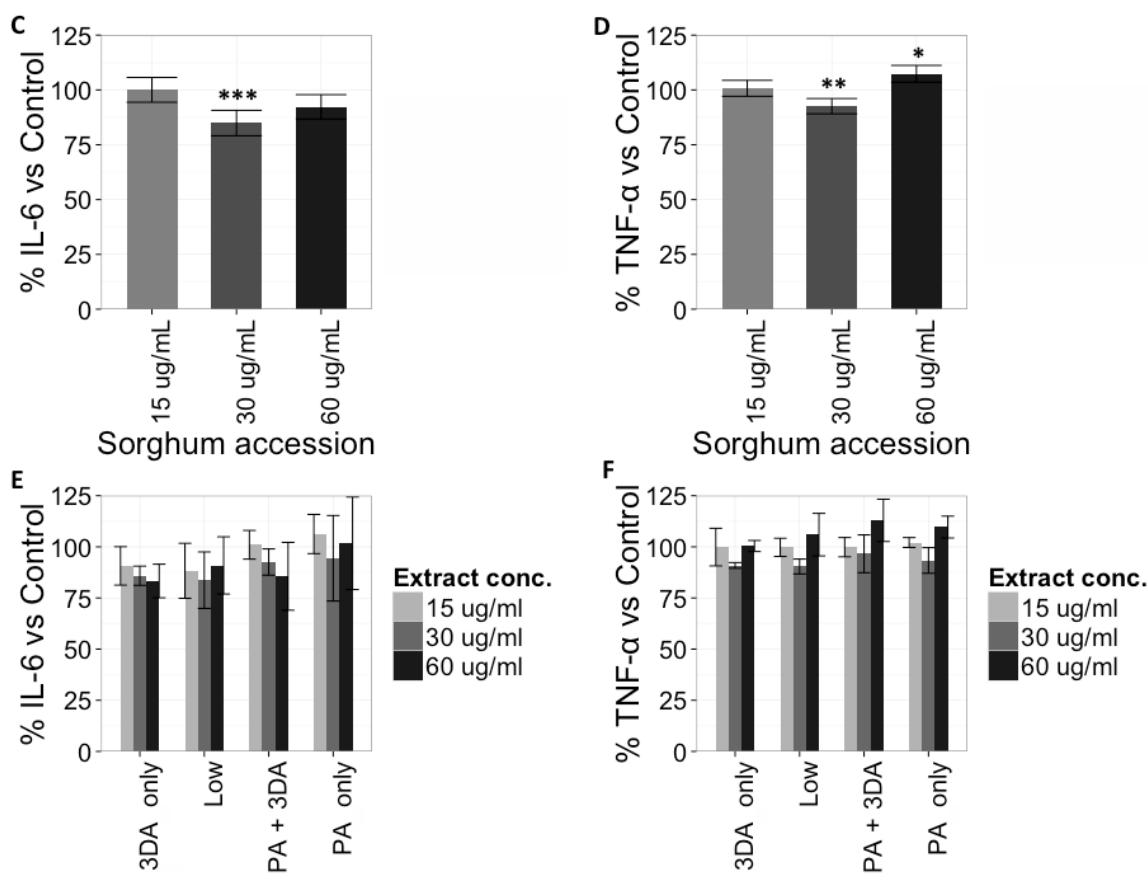 C
% IL-6 vs Control
125
100
75
50
25
0
***
15 ug/mL
30 ug/mL
60 ug/mL
Sorghum accession
D
% TNF-α vs Control
125
100
75
50
25
0
**
*
15 ug/mL
30 ug/mL
60 ug/mL
Sorghum accession
E
% IL-6 vs Control
125
100
75
50
25
0
3DA only
Low
PA + 3DA
PA only
Extract conc.
15 ug/ml
30 ug/ml
60 ug/ml
F
% TNF-α vs Control
125
100
75
50
25
0
3DA only
Low
PA + 3DA
PA only
Extract conc.
15 ug/ml
30 ug/ml
60 ug/ml